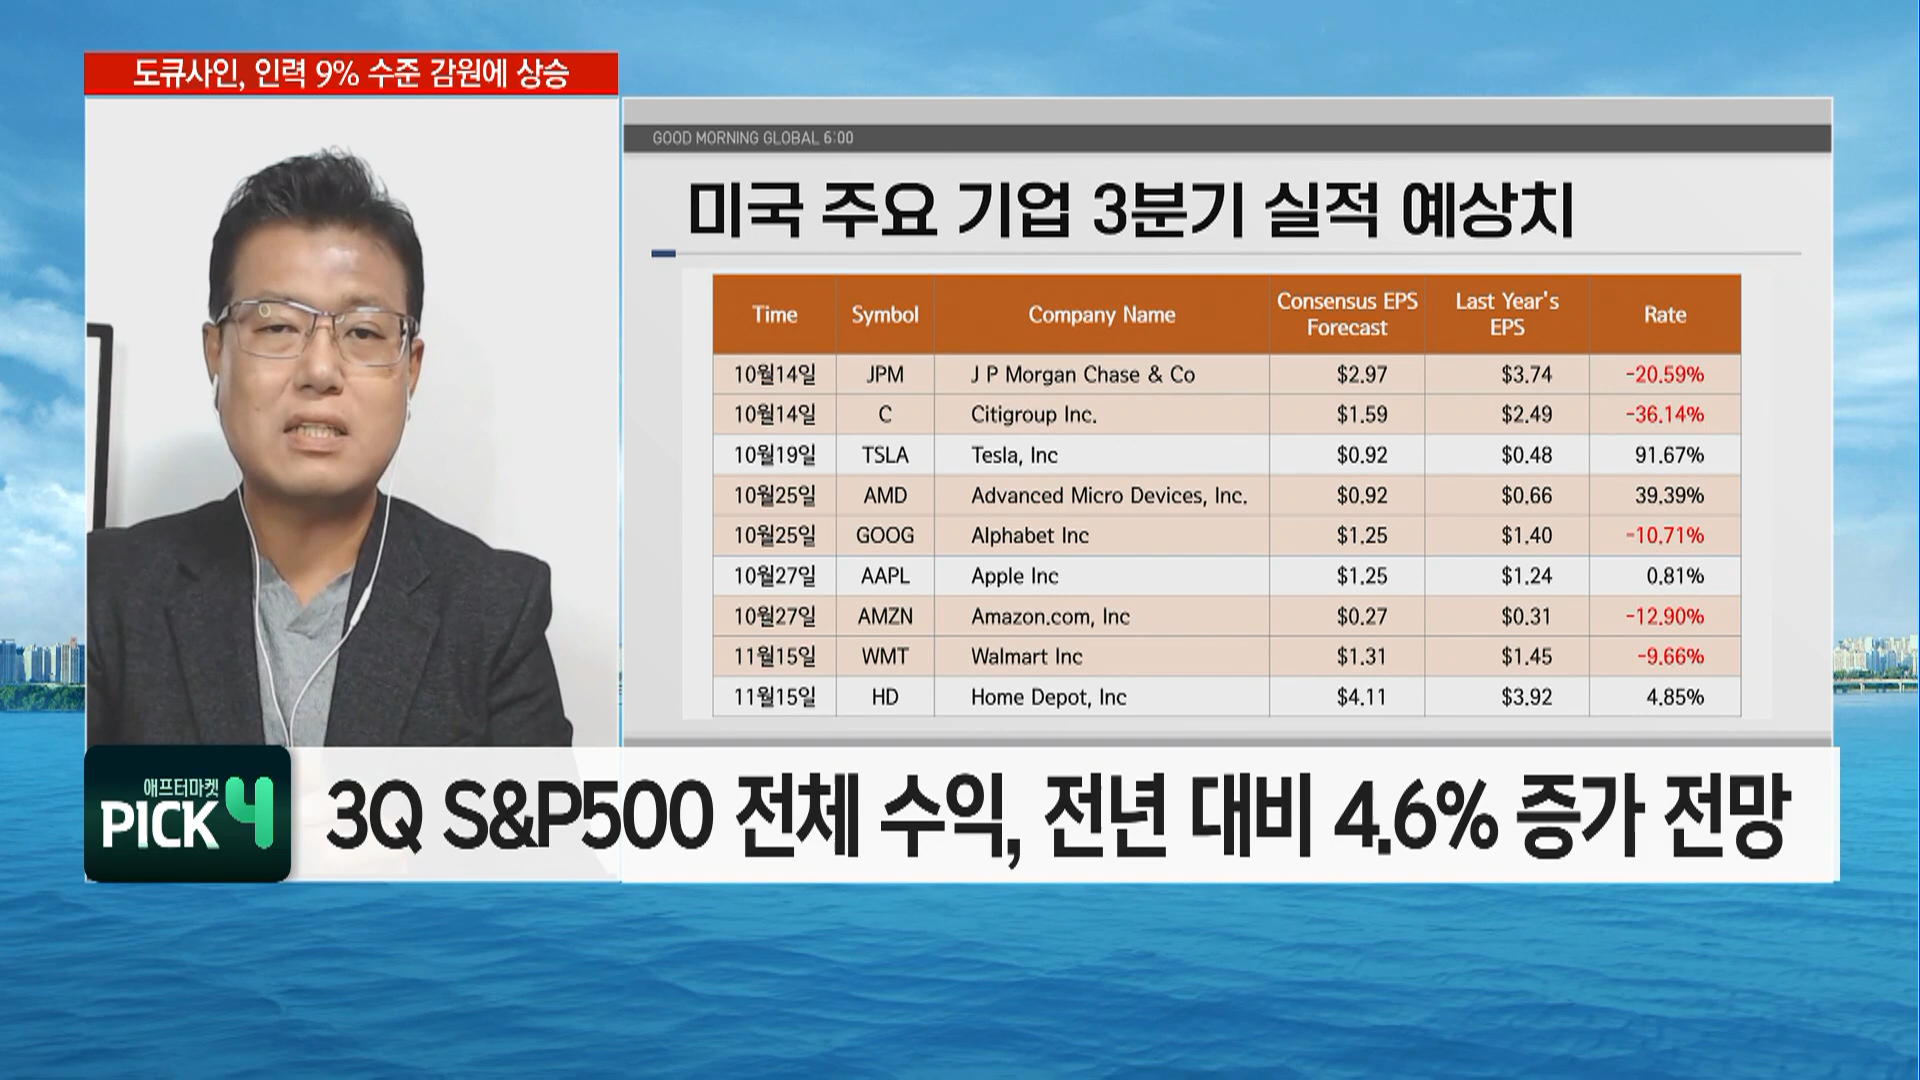 도큐사인, 인력 9% 수준 감원에 상승
GOOD MORNING GLOBAL 6:00
미국 주요 기업 3분기 실적 예상치
Time Symbol Company Name Consensus EPS Forecast Last Year's EPS Rate
10월14일 JPM J P Morgan Chase & Co $2.97 $3.74 -20.59%
10월14일 C Citigroup Inc. $1.59 $2.49 -36.14%
10월19일 TSLA Tesla, Inc $0.92 $0.48 91.67%
10월25일 AMD Advanced Micro Devices, Inc. $0.92 $0.66 39.39%
10월25일 GOOG Alphabet Inc $1.25 $1.40 -10.71%
10월27일 AAPL Apple Inc $1.25 $1.24 0.81%
10월27일 AMZN Amazon.com, Inc $0.27 $0.31 -12.90%
11월15일 WMT Walmart Inc $1.31 $1.45 -9.66%
11월15일 HD Home Depot, Inc $4.11 $3.92 4.85%
애프터마켓
PICK 4
3Q S&P500 전체 수익, 전년 대비 4.6% 증가 전망